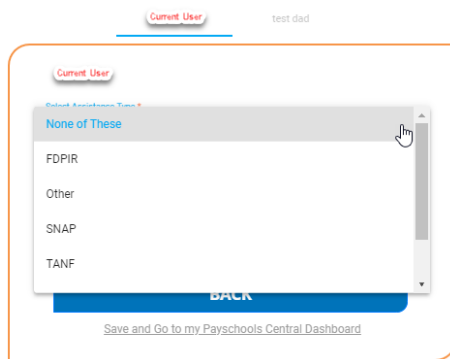 Current User test dad
Current User
Select Assistance Type *
None of These
FDPIR
Other
SNAP
TANF
BACK
Save and Go to my Payschools Central Dashboard